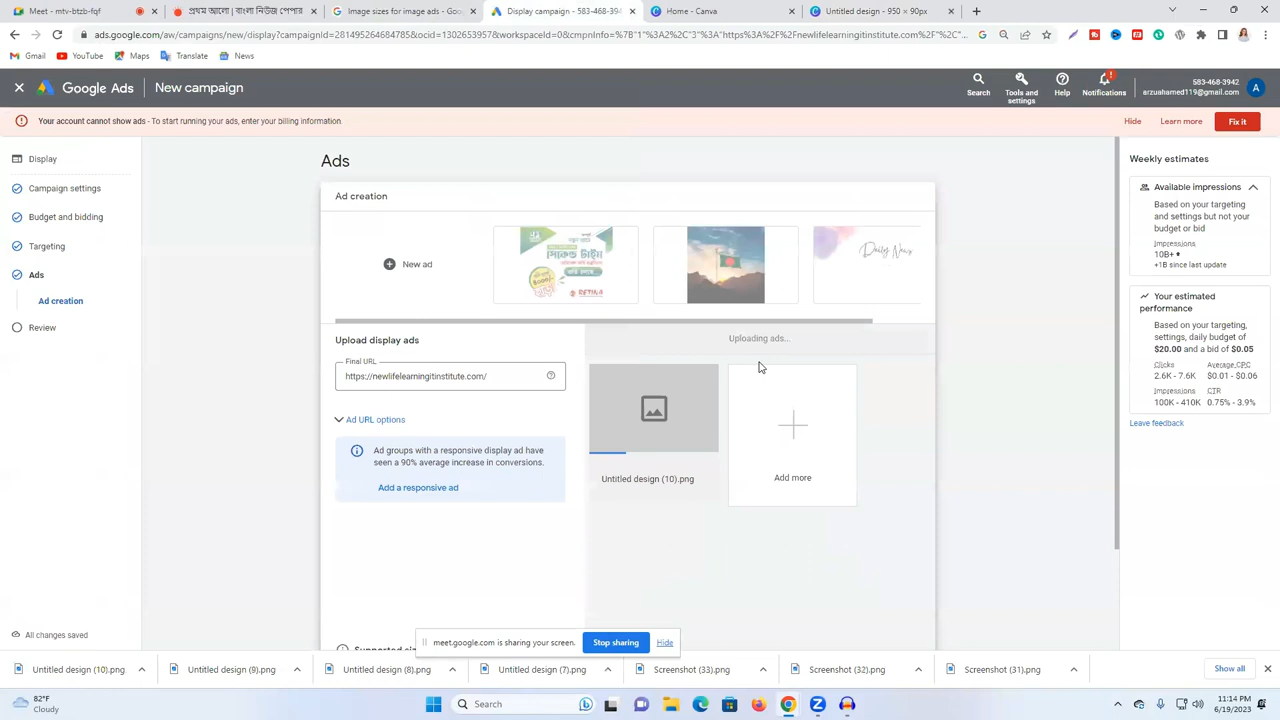 Meet - mtv-btzb-fqf
প্রথম আলো | বাংলা নিউজ পেপার
Image sizes for image ads - Goog
Display campaign - 583-468-394
Home - Canva
Untitled design - 950 × 90px
ads.google.com/aw/campaigns/new/display?campaignId=281495264684785&ocid=1302653957&workspaceId=0&cmpnInfo=%7B"1"%3A%2C"3"%3A"https%3A%2F%2Fnewlifelearningitinstitute.com%2F"%2C"...
Gmail
YouTube
Maps
Translate
News
Google Ads
New campaign
Search
Tools and settings
Help
Notifications
583-468-3942
arzuahamed119@gmail.com
A
Your account cannot show ads - To start running your ads, enter your billing information.
Hide
Learn more
Fix it
Display
Campaign settings
Budget and bidding
Targeting
Ads
Ad creation
Review
All changes saved
Ads
Ad creation
New ad
RETINA
Daily News
Upload display ads
Final URL
https://newlifelearningitinstitute.com/
Ad URL options
Ad groups with a responsive display ad have
seen a 90% average increase in conversions.
Add a responsive ad
Uploading ads...
Untitled design (10).png
Add more
Weekly estimates
Available impressions
Based on your targeting
and settings but not your
budget or bid
Impressions
10B+
+1B since last update
Your estimated
performance
Based on your targeting,
settings, daily budget of
$20.00 and a bid of $0.05
Clicks
Average CPC
2.6K - 7.6K
$0.01 - $0.06
Impressions
CTR
100K - 410K
0.75% - 3.9%
Leave feedback
meet.google.com is sharing your screen.
Stop sharing
Hide
Untitled design (10).png
Untitled design (9).png
Untitled design (8).png
Untitled design (7).png
Screenshot (33).png
Screenshot (32).png
Screenshot (31).png
Show all
82°F
Cloudy
Search
11:14 PM
6/19/2023